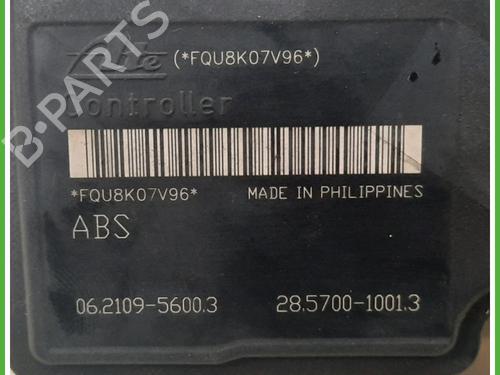 Ate (*FQU8K07V96*)
Controller
*FQU8K07V96* MADE IN PHILIPPINES
ABS
06.2109-5600.3 28.5700-1001.3
B-PARTS